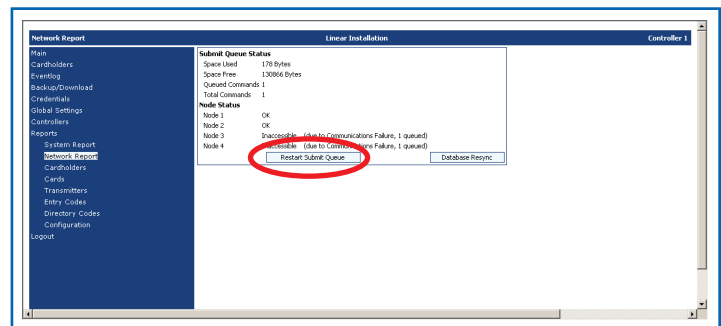 Network Report Linear Installation Controller 1
Main
Cardholders
Eventlog
Backup/Download
Credentials
Global Settings
Controllers
Reports
System Report
Network Report
Cardholders
Cards
Transmitters
Entry Codes
Directory Codes
Configuration
Logout
Submit Queue Status
Space Used 178 Bytes
Space Free 130866 Bytes
Queued Commands 1
Total Commands 1
Node Status
Node 1 OK
Node 2 OK
Node 3 Inaccessible (due to Communications Failure, 1 queued)
Node 4 Inaccessible (due to Communications Failure, 1 queued)
Restart Submit Queue Database Resync